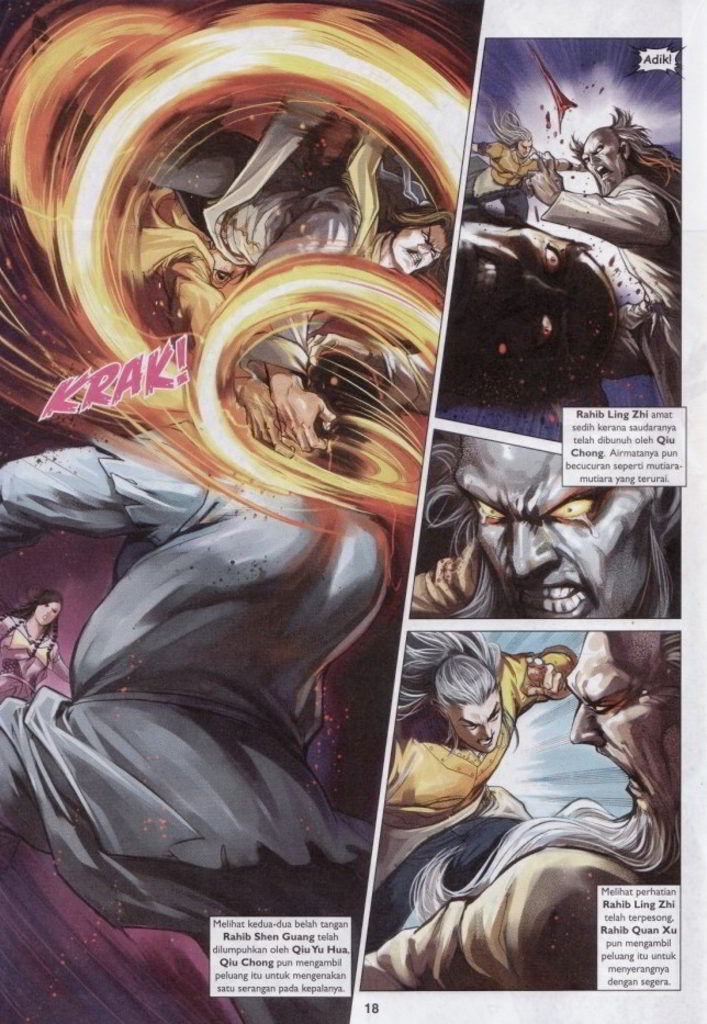 KRAK!
Melihat kedua-dua belah tangan
Rahib Shen Guang telah
dilumpuhkan oleh Qiu Yu Hua,
Qiu Chong pun mengambil
peluang itu untuk mengenakan
satu serangan pada kepalanya.
Adik!
Rahib Ling Zhi amat
sedih kerana saudaranya
telah dibunuh oleh Qiu
Chong. Airmatanya pun
becucuran seperti mutiara-
mutiara yang terurai.
Melihat perhatian
Rahib Ling Zhi
telah terpesong,
Rahib Quan Xu
pun mengambil
peluang itu untuk
menyerangnya
dengan segera.
18